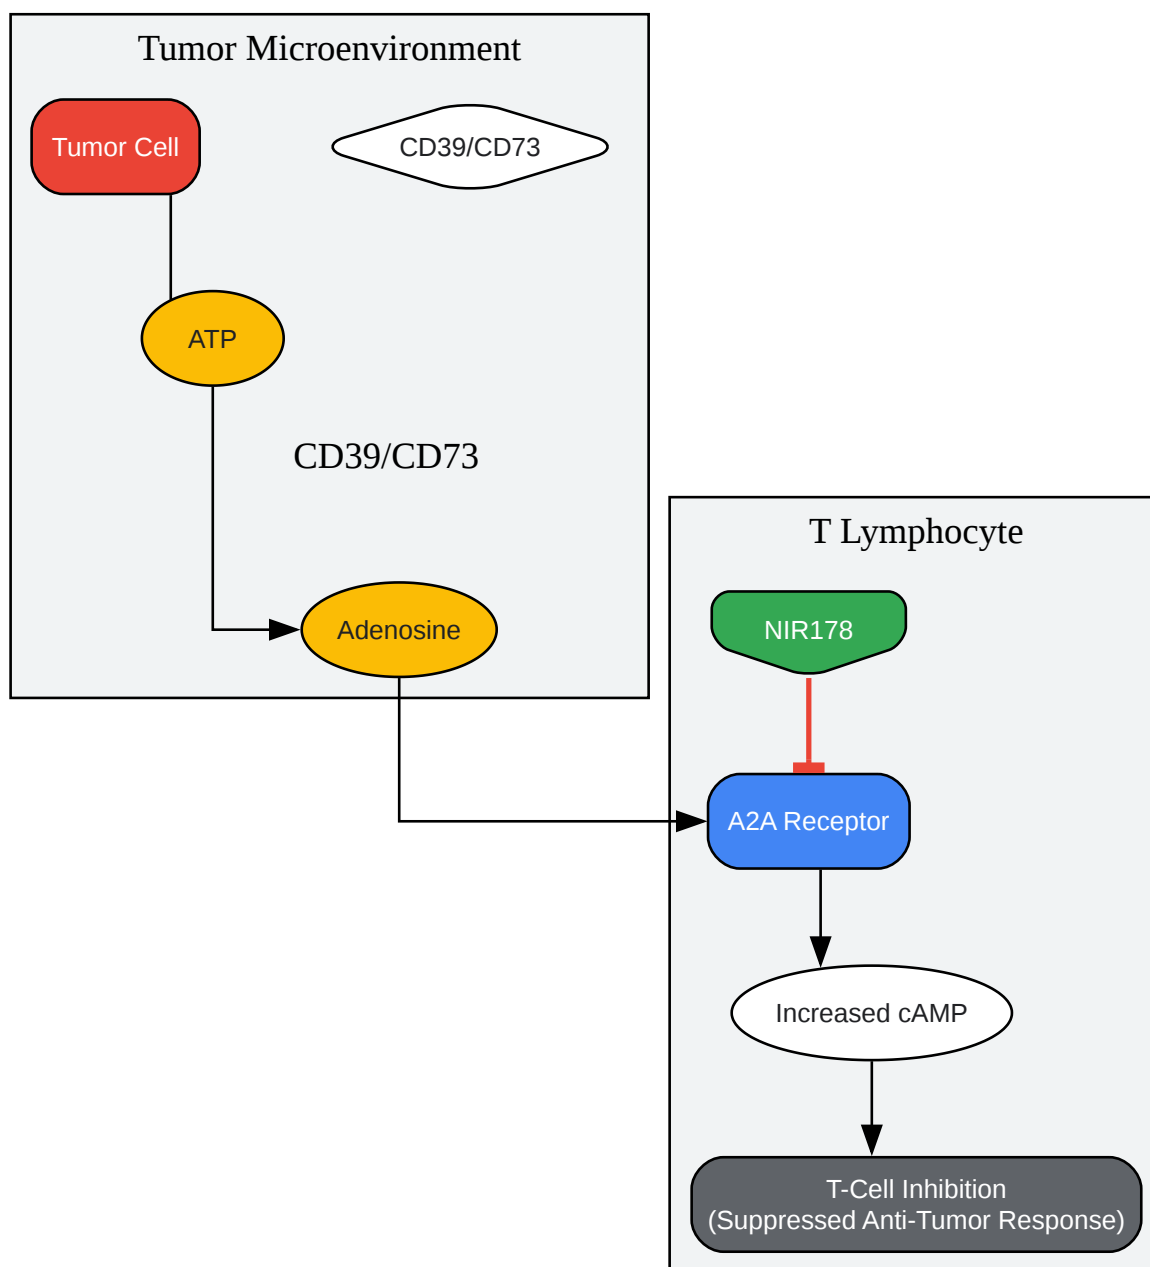 Tumor Microenvironment
Tumor Cell
CD39/CD73
ATP
CD39/CD73
Adenosine
T Lymphocyte
NIR178
A2A Receptor
Increased cAMP
T-Cell Inhibition
(Suppressed Anti-Tumor Response)